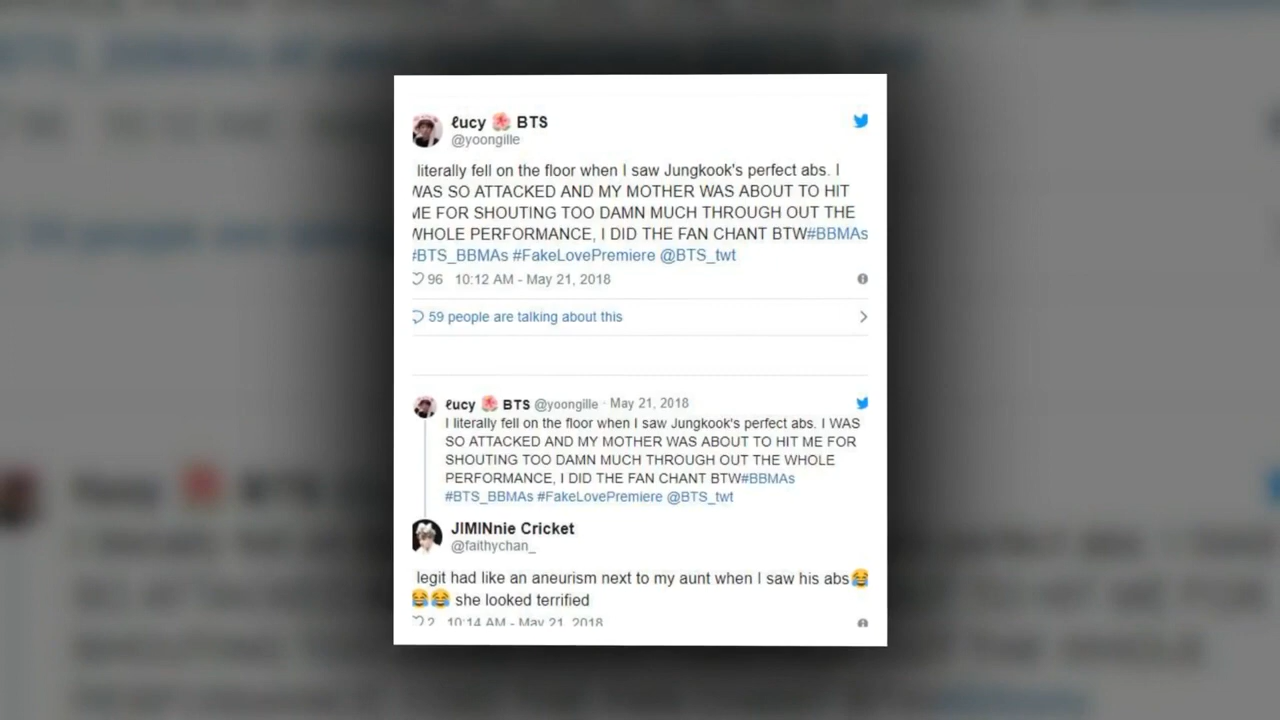 ℓucy 🌺 BTS
@yoongille
literally fell on the floor when I saw Jungkook's perfect abs. I
WAS SO ATTACKED AND MY MOTHER WAS ABOUT TO HIT
ME FOR SHOUTING TOO DAMN MUCH THROUGH OUT THE
WHOLE PERFORMANCE, I DID THE FAN CHANT BTW#BBMAs
#BTS_BBMAs #FakeLovePremiere @BTS_twt
96 10:12 AM - May 21, 2018
59 people are talking about this
ℓucy 🌺 BTS @yoongille · May 21, 2018
I literally fell on the floor when I saw Jungkook's perfect abs. I WAS
SO ATTACKED AND MY MOTHER WAS ABOUT TO HIT ME FOR
SHOUTING TOO DAMN MUCH THROUGH OUT THE WHOLE
PERFORMANCE, I DID THE FAN CHANT BTW#BBMAs
#BTS_BBMAs #FakeLovePremiere @BTS_twt
JIMINnie Cricket
@faithychan_
legit had like an aneurism next to my aunt when I saw his abs😂
😂😂 she looked terrified
2 10:14 AM - May 21, 2018